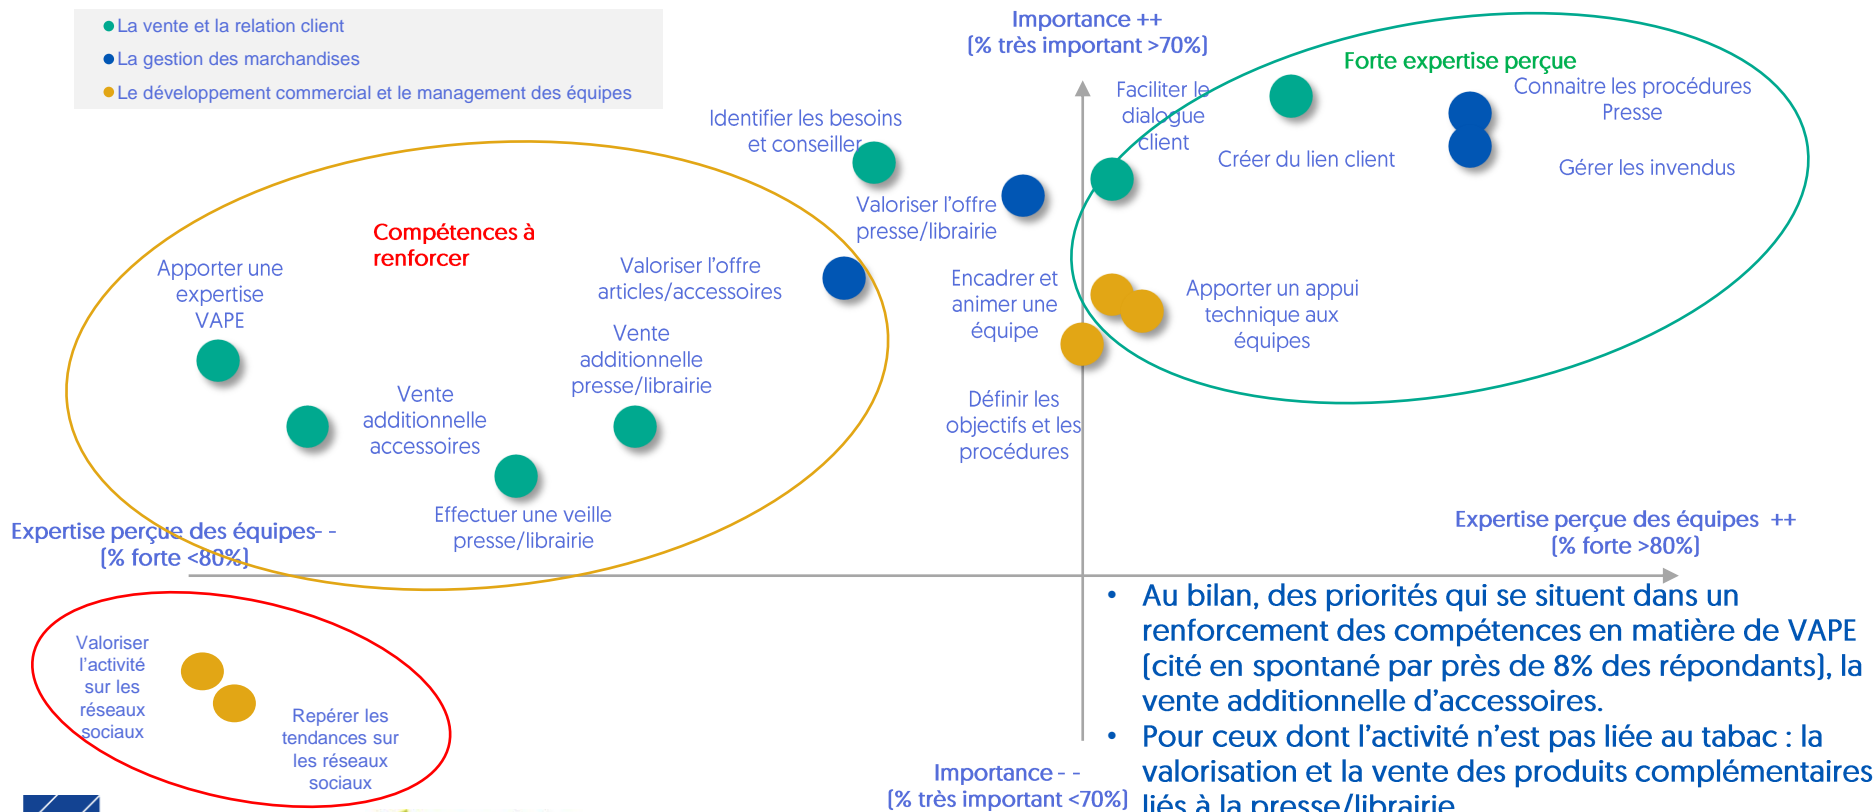 • La vente et la relation client
• La gestion des marchandises
• Le développement commercial et le management des équipes
Importance ++
(% très important >70%)
Forte expertise perçue
Connaitre les procédures
Presse
Gérer les invendus
Faciliter le
dialogue
client
Créer du lien client
Identifier les besoins
et conseiller
Valoriser l'offre
presse/librairie
Compétences à
renforcer
Apporter une
expertise
VAPE
Valoriser l'offre
articles/accessoires
Encadrer et
animer une
équipe
Apporter un appui
technique aux
équipes
Vente
additionnelle
presse/librairie
Vente
additionnelle
accessoires
Définir les
objectifs et les
procédures
Effectuer une veille
presse/librairie
Expertise perçue des équipes- -
(% forte <80%)
Expertise perçue des équipes ++
(% forte >80%)
Valoriser
l'activité
sur les
réseaux
sociaux
Repérer les
tendances sur
les réseaux
sociaux
Importance - -
(% très important <70%)
• Au bilan, des priorités qui se situent dans un
renforcement des compétences en matière de VAPE
(cité en spontané par près de 8% des répondants), la
vente additionnelle d'accessoires.
• Pour ceux dont l'activité n'est pas liée au tabac : la
valorisation et la vente des produits complémentaires
liés à la presse/librairie